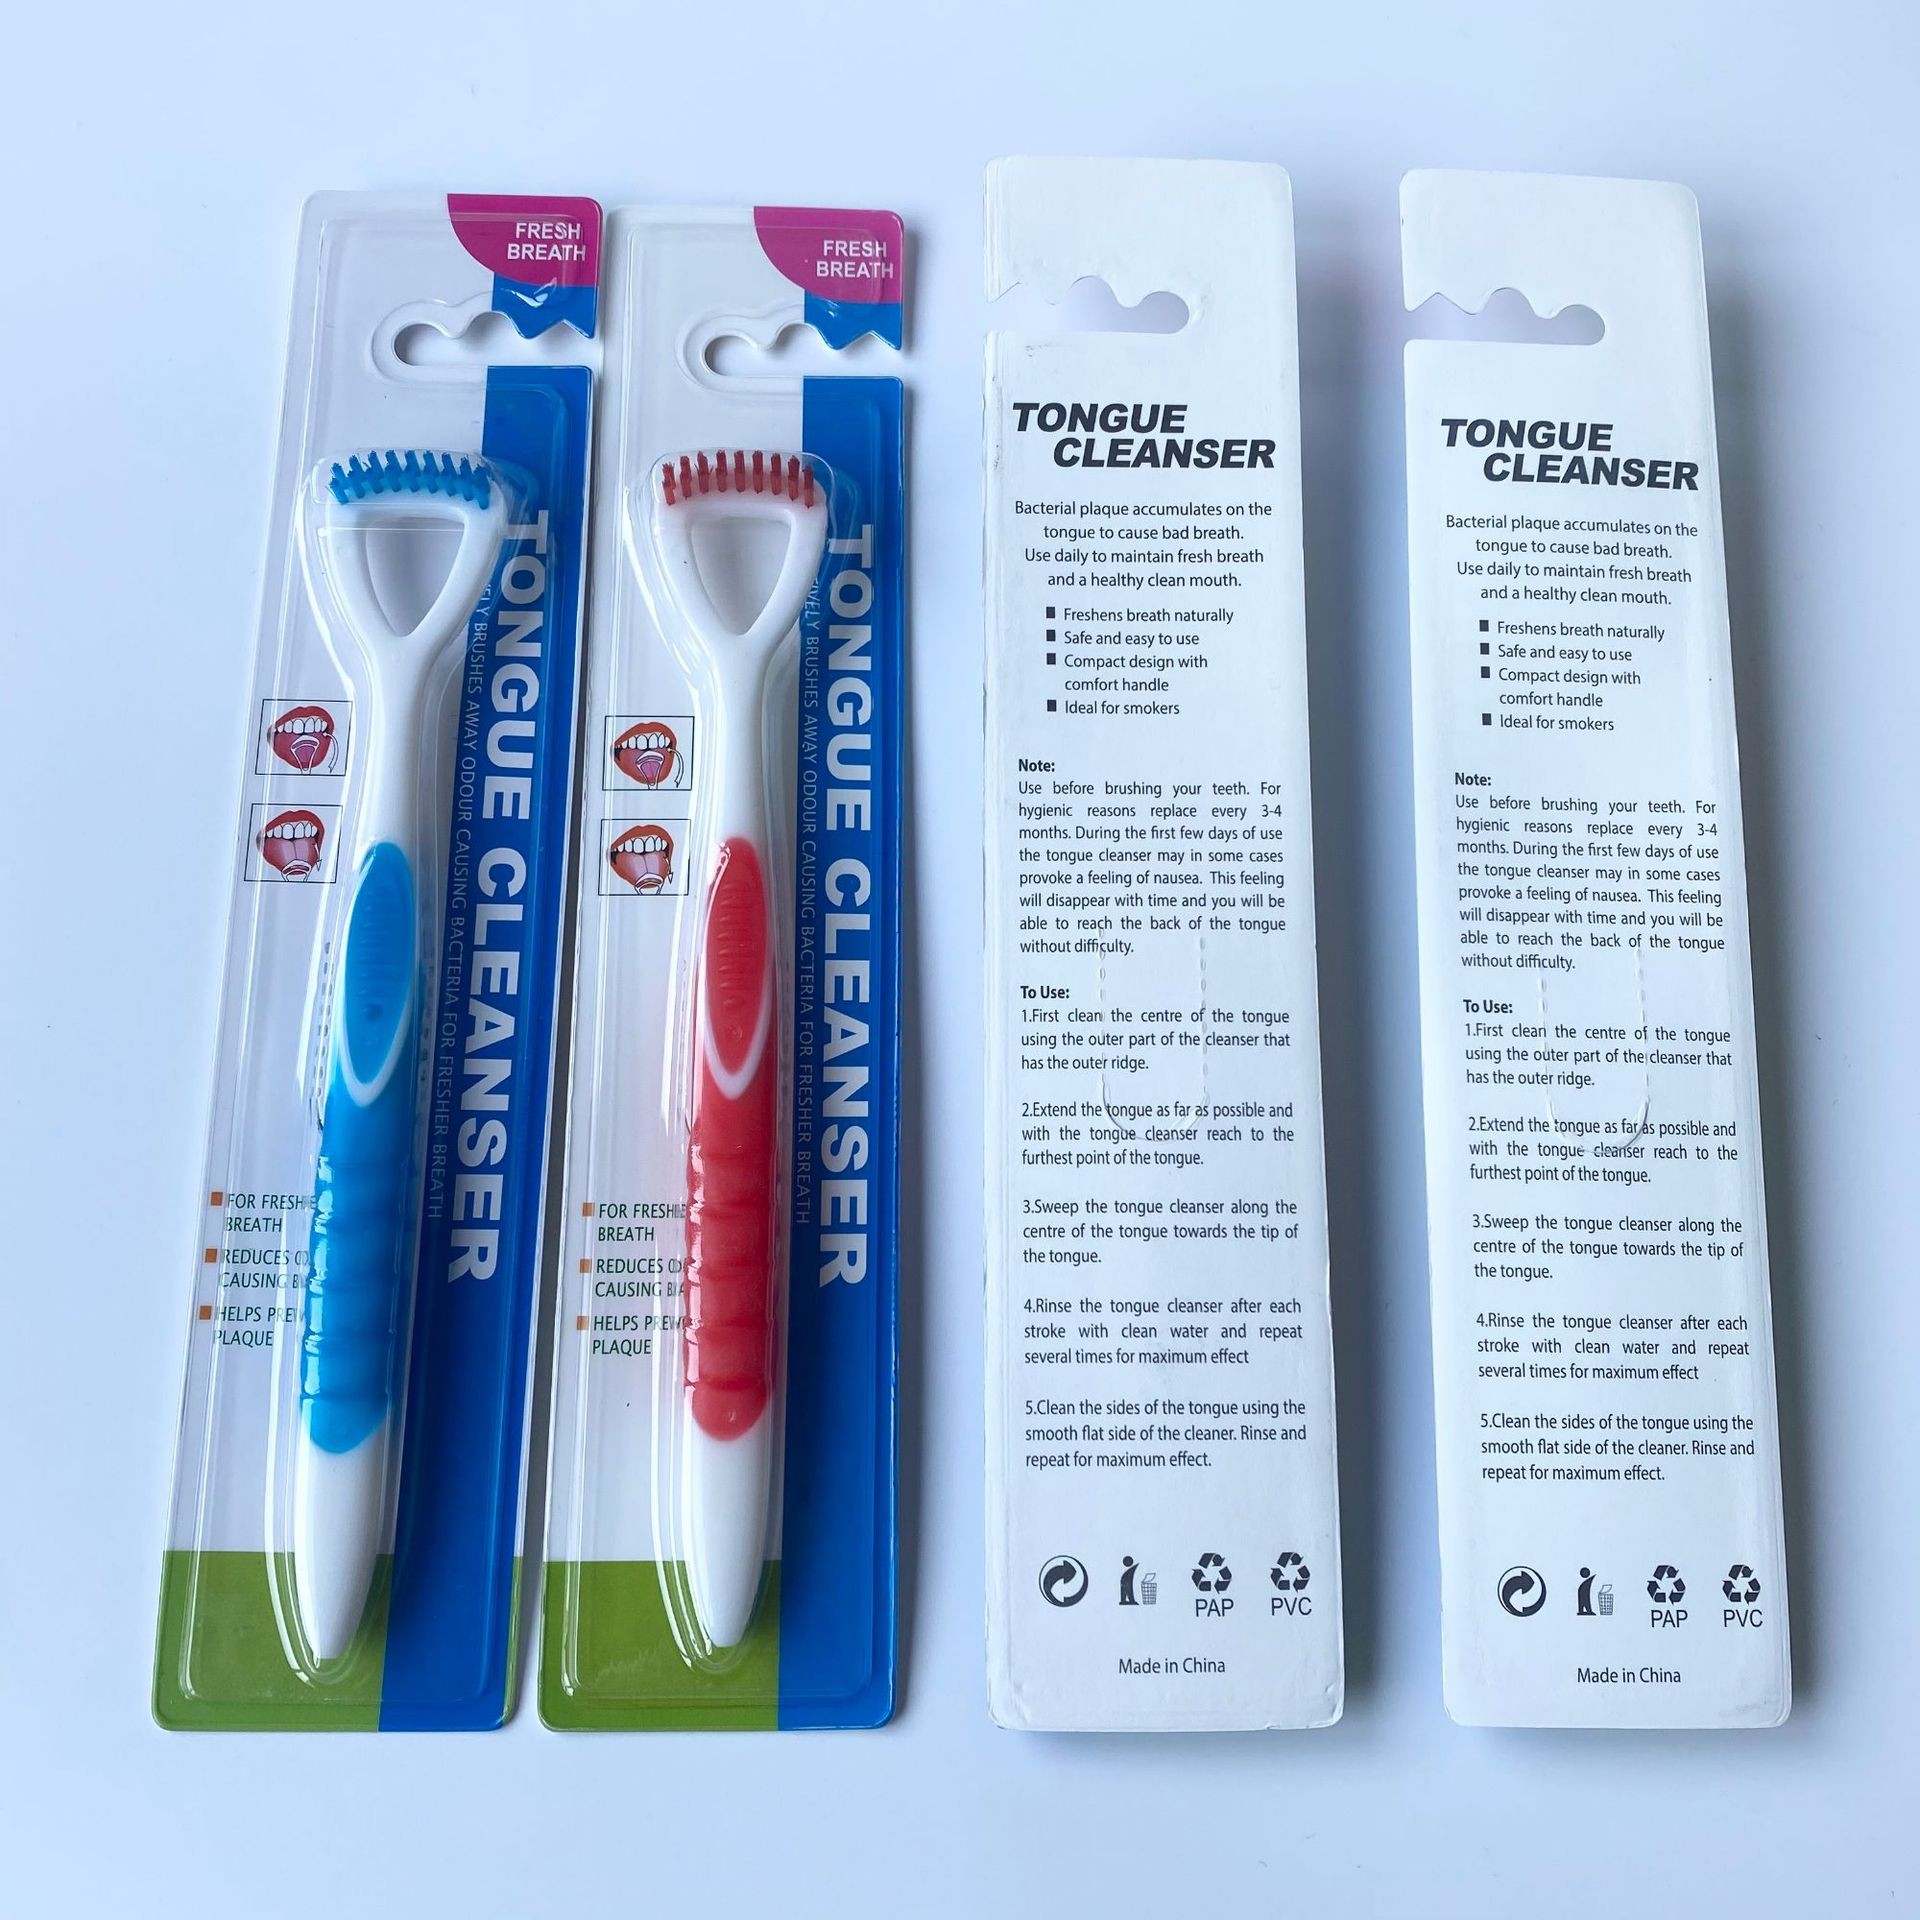 FRESH
BREATH
TONGUE CLEANSER
BRUSHES AWAY ODOUR CAUSING BACTERIA FOR FRESHER BREATH
FOR
BREATH
REDUCES
CAUSING
HELPS
PLAQUE
FRESH
BREATH
TONGUE CLEANSER
BRUSHES AWAY ODOUR CAUSING BACTERIA FOR FRESHER BREATH
FOR
BREATH
REDUCES
CAUSING
HELPS
PLAQUE
TONGUE
CLEANSER
Bacterial plaque accumulates on the
tongue to cause bad breath.
Use daily to maintain fresh breath
and a healthy clean mouth.
Freshens breath naturally
Safe and easy to use
Compact design with
comfort handle
Ideal for smokers
Note:
Use before brushing your teeth. For
hygienic reasons replace every 3-4
months. During the first few days of use
the tongue cleanser may in some cases
provoke a feeling of nausea. This feeling
will disappear with time and you will be
able to reach the back of the tongue
without difficulty.
To Use:
1.First clean the centre of the tongue
using the outer part of the cleanser that
has the outer ridge.
2.Extend the tongue as far as possible and
with the tongue cleanser reach to the
furthest point of the tongue.
3.Sweep the tongue cleanser along the
centre of the tongue towards the tip of
the tongue.
4.Rinse the tongue cleanser after each
stroke with clean water and repeat
several times for maximum effect
5.Clean the sides of the tongue using the
smooth flat side of the cleaner. Rinse and
repeat for maximum effect.
PAP PVC
Made in China
TONGUE
CLEANSER
Bacterial plaque accumulates on the
tongue to cause bad breath.
Use daily to maintain fresh breath
and a healthy clean mouth.
Freshens breath naturally
Safe and easy to use
Compact design with
comfort handle
Ideal for smokers
Note:
Use before brushing your teeth. For
hygienic reasons replace every 3-4
months. During the first few days of use
the tongue cleanser may in some cases
provoke a feeling of nausea. This feeling
will disappear with time and you will be
able to reach the back of the tongue
without difficulty.
To Use:
1.First clean the centre of the tongue
using the outer part of the cleanser that
has the outer ridge.
2.Extend the tongue as far as possible and
with the tongue cleanser reach to the
furthest point of the tongue.
3.Sweep the tongue cleanser along the
centre of the tongue towards the tip of
the tongue.
4.Rinse the tongue cleanser after each
stroke with clean water and repeat
several times for maximum effect
5.Clean the sides of the tongue using the
smooth flat side of the cleaner. Rinse and
repeat for maximum effect.
PAP PVC
Made in China